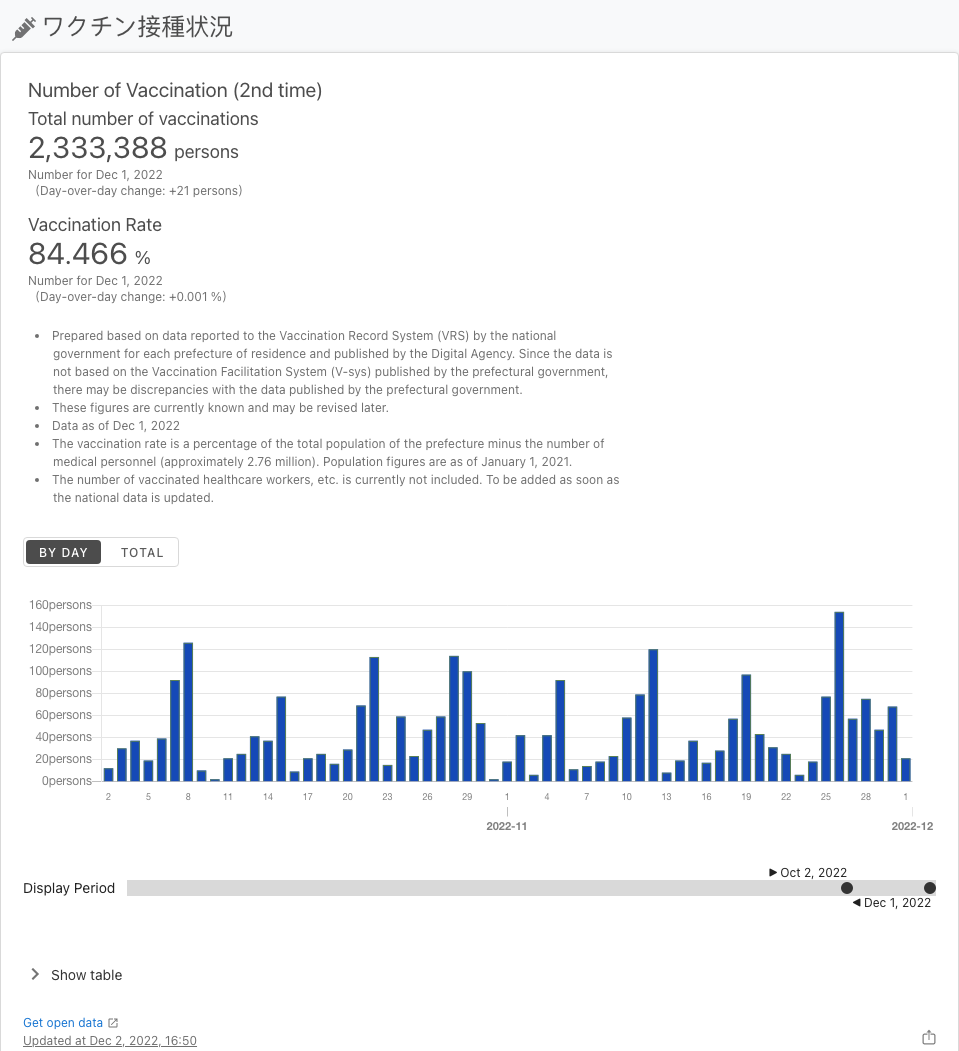 ワクチン接種状況
Number of Vaccination (2nd time)
Total number of vaccinations
2,333,388 persons
Number for Dec 1, 2022
(Day-over-day change: +21 persons)
Vaccination Rate
84.466 %
Number for Dec 1, 2022
(Day-over-day change: +0.001 %)
• Prepared based on data reported to the Vaccination Record System (VRS) by the national
government for each prefecture of residence and published by the Digital Agency. Since the data is
not based on the Vaccination Facilitation System (V-sys) published by the prefectural government,
there may be discrepancies with the data published by the prefectural government.
• These figures are currently known and may be revised later.
• Data as of Dec 1, 2022
• The vaccination rate is a percentage of the total population of the prefecture minus the number of
medical personnel (approximately 2.76 million). Population figures are as of January 1, 2021.
• The number of vaccinated healthcare workers, etc. is currently not included. To be added as soon as
the national data is updated.
BY DAY TOTAL
160persons
140persons
120persons
100persons
80persons
60persons
40persons
20persons
0persons
2 5 8 11 14 17 20 23 26 29 1 4 7 10 13 16 19 22 25 28 1
2022-11 2022-12
▶ Oct 2, 2022
Display Period
◀ Dec 1, 2022
Show table
Get open data
Updated at Dec 2, 2022, 16:50